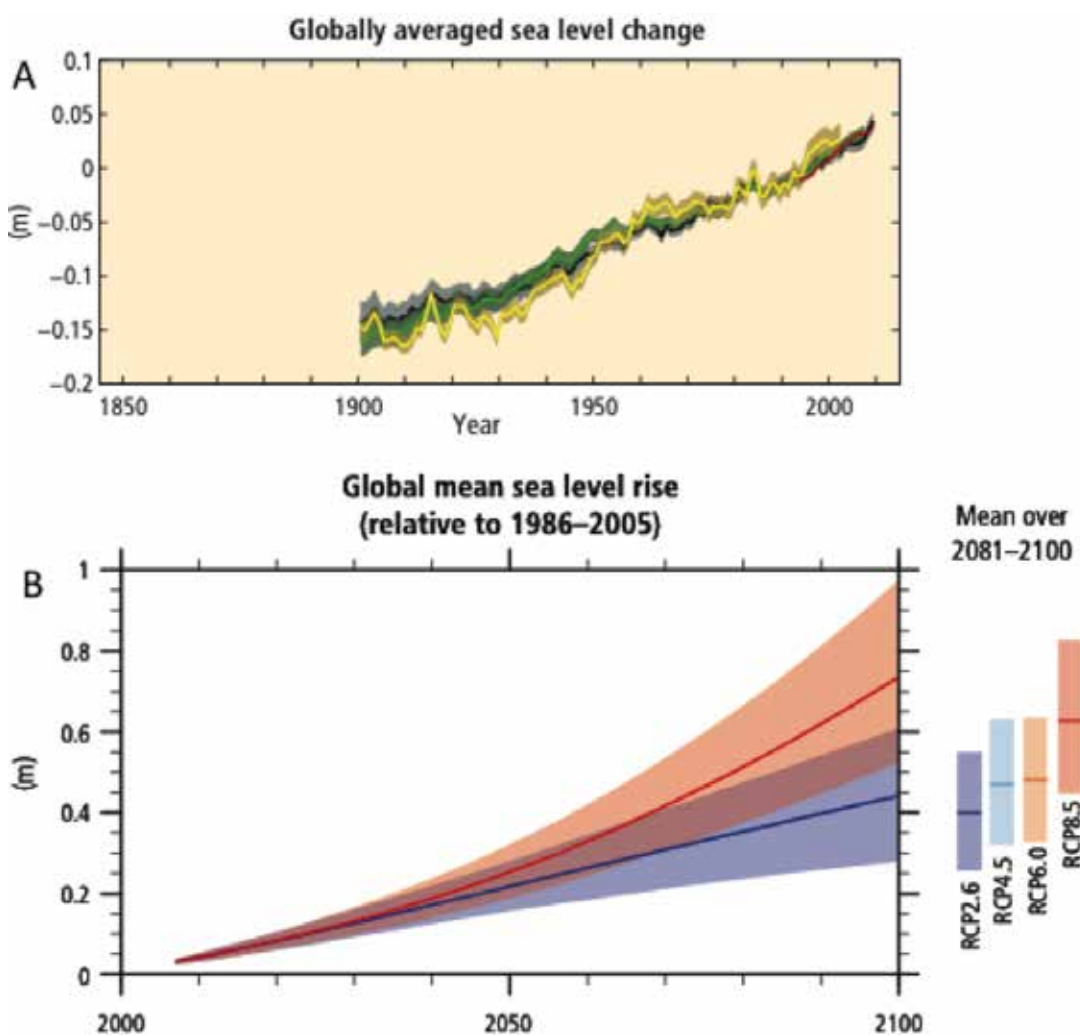 Globally averaged sea level change
A
0.1
0.05
0
−0.05
−0.1
−0.15
−0.2
(m)
1850
1900
1950
2000
Year
Global mean sea level rise
(relative to 1986–2005)
Mean over
2081–2100
B
1
0.8
0.6
0.4
0.2
0
(m)
2000
2050
2100
RCP2.6
RCP4.5
RCP6.0
RCP8.5